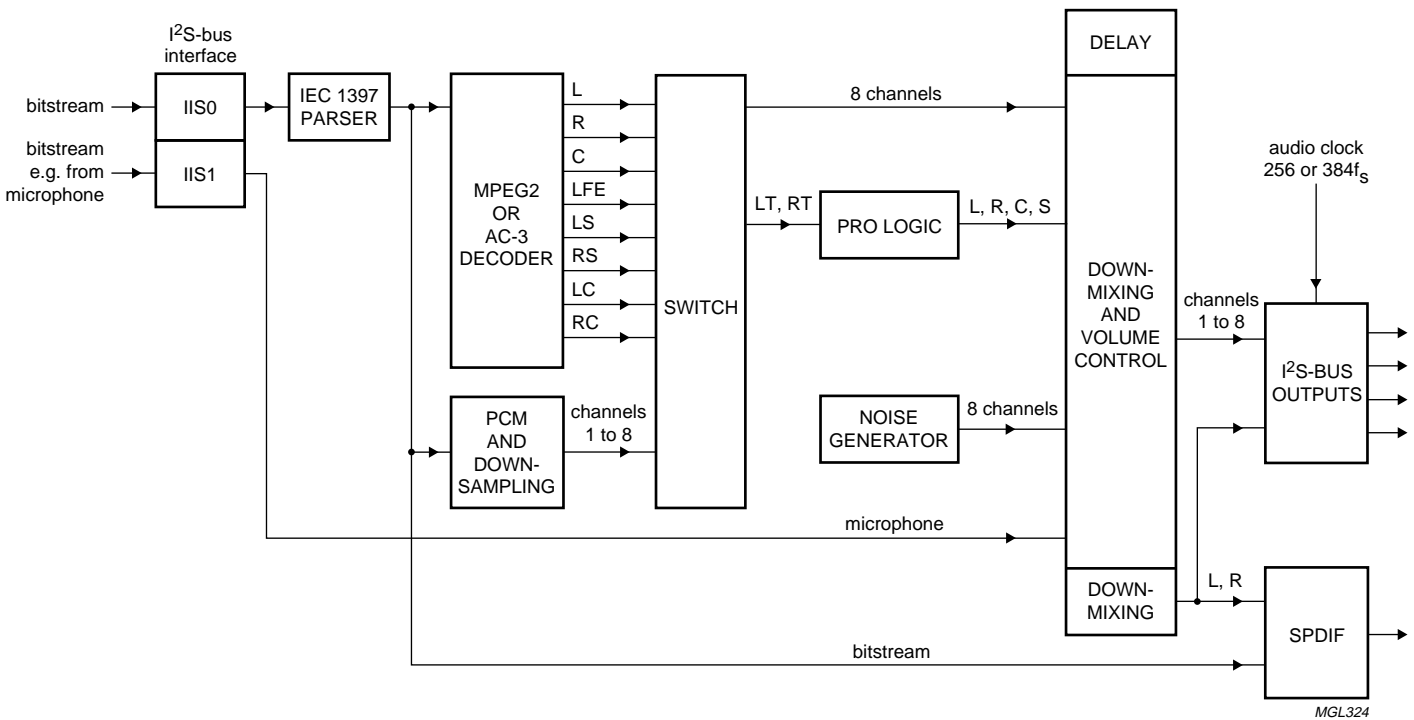 I2S-bus
interface
bitstream
IIS0
bitstream
e.g. from
microphone
IIS1
IEC 1397
PARSER
MPEG2
OR
AC-3
DECODER
L
R
C
LFE
LS
RS
LC
RC
PCM
AND
DOWN-
SAMPLING
channels
1 to 8
SWITCH
8 channels
LT, RT
PRO LOGIC
L, R, C, S
NOISE
GENERATOR
8 channels
microphone
bitstream
DELAY
DOWN-
MIXING
AND
VOLUME
CONTROL
DOWN-
MIXING
channels
1 to 8
L, R
audio clock
256 or 384fs
I2S-BUS
OUTPUTS
SPDIF
MGL324